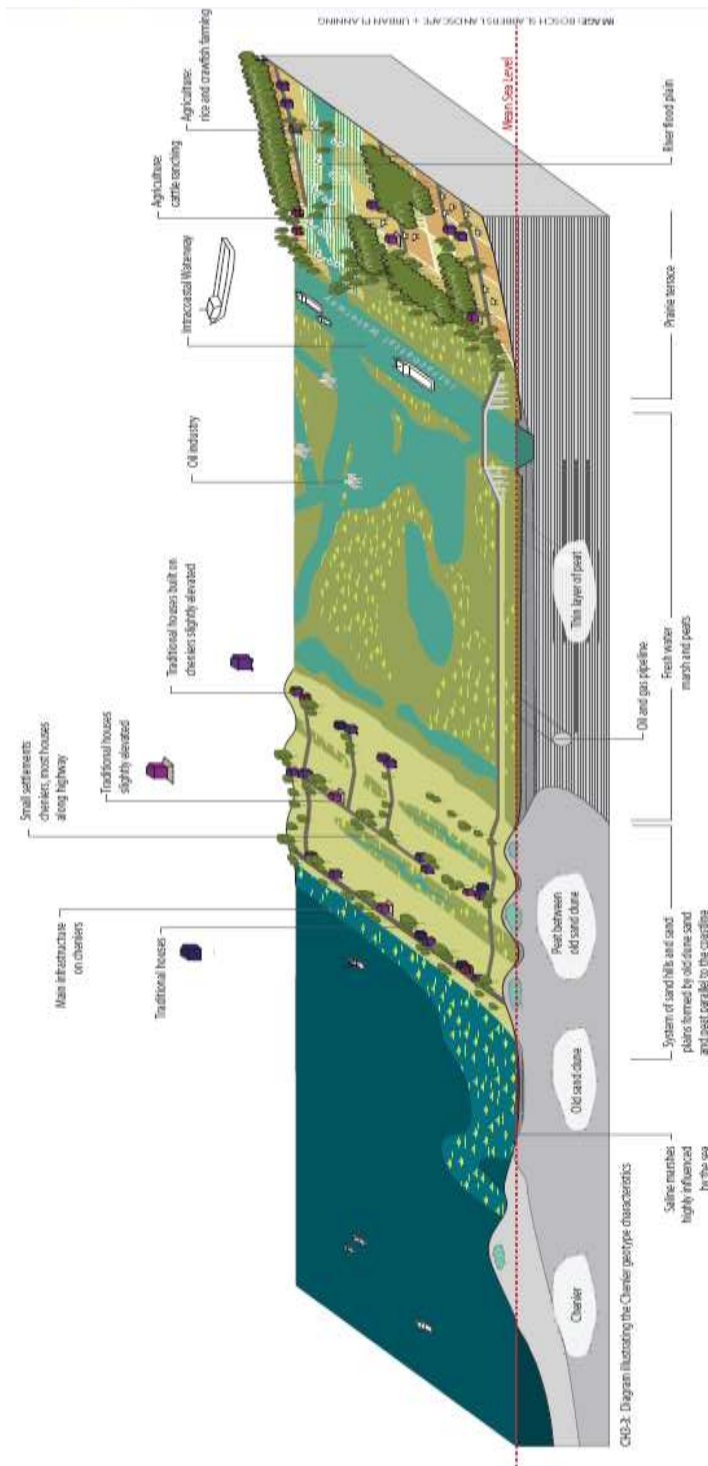 Main infrastructure
on cheniers
Traditional houses
Small settlements
cheniers, most houses
along highway
Traditional houses
slightly elevated
Traditional houses built on
cheniers slightly elevated
Oil industry
Intracoastal Waterway
Agriculture:
cattle ranching
Agriculture:
rice and crawfish farming
Intracoastal Waterway
Mean Sea Level
IMAGE: BOSCH SLABBERS LANDSCAPE + URBAN PLANNING
Chenier
Old sand dune
Peat between
old sand dune
Thin layer of peart
Oil and gas pipeline
River flood plain
Saline marshes
highly influenced
by the sea
System of sand hills and sand
plains formed by old dune sand
and peat parallel to the coastline
Fresh water
marsh and peats
Prairie terrace
CH3-3: Diagram illustrating the Chenier geotype characteristics